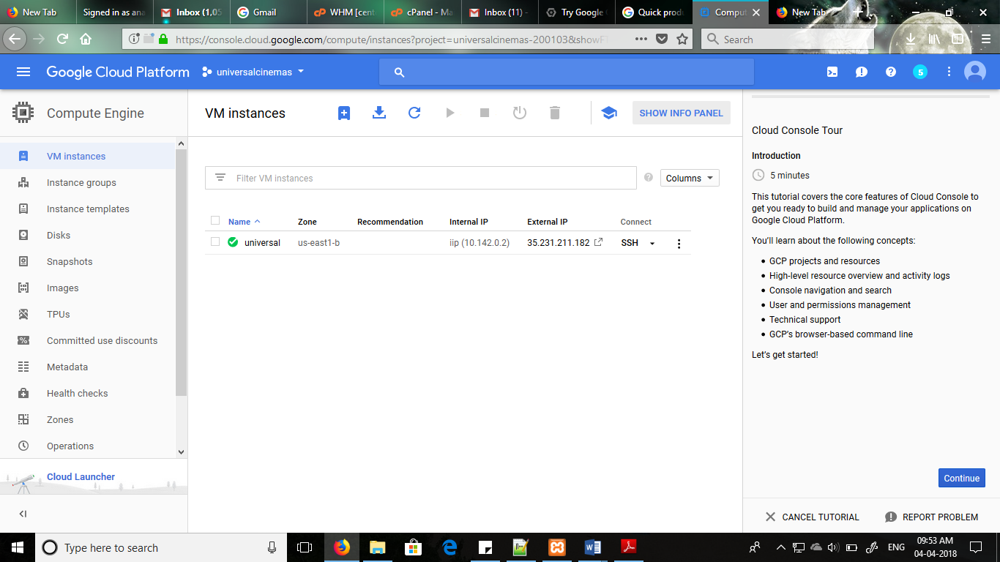 New Tab
Signed in as ana
Inbox (1,05
Gmail
WHM [cent
cPanel - Ma
Inbox (11) -
Try Google
Quick prod
Comput
New Tab
https://console.cloud.google.com/compute/instances?project=universalcinemas-200103&showFT
Search
Google Cloud Platform
universalcinemas
5
Compute Engine
VM instances
SHOW INFO PANEL
VM instances
Instance groups
Instance templates
Disks
Snapshots
Images
TPUs
Committed use discounts
Metadata
Health checks
Zones
Operations
Cloud Launcher
Filter VM instances
Columns
Name
Zone
Recommendation
Internal IP
External IP
Connect
universal
us-east1-b
iip (10.142.0.2)
35.231.211.182
SSH
Cloud Console Tour
Introduction
5 minutes
This tutorial covers the core features of Cloud Console to
get you ready to build and manage your applications on
Google Cloud Platform.
You'll learn about the following concepts:
• GCP projects and resources
• High-level resource overview and activity logs
• Console navigation and search
• User and permissions management
• Technical support
• GCP's browser-based command line
Let's get started!
Continue
CANCEL TUTORIAL
REPORT PROBLEM
Type here to search
ENG
09:53 AM
04-04-2018